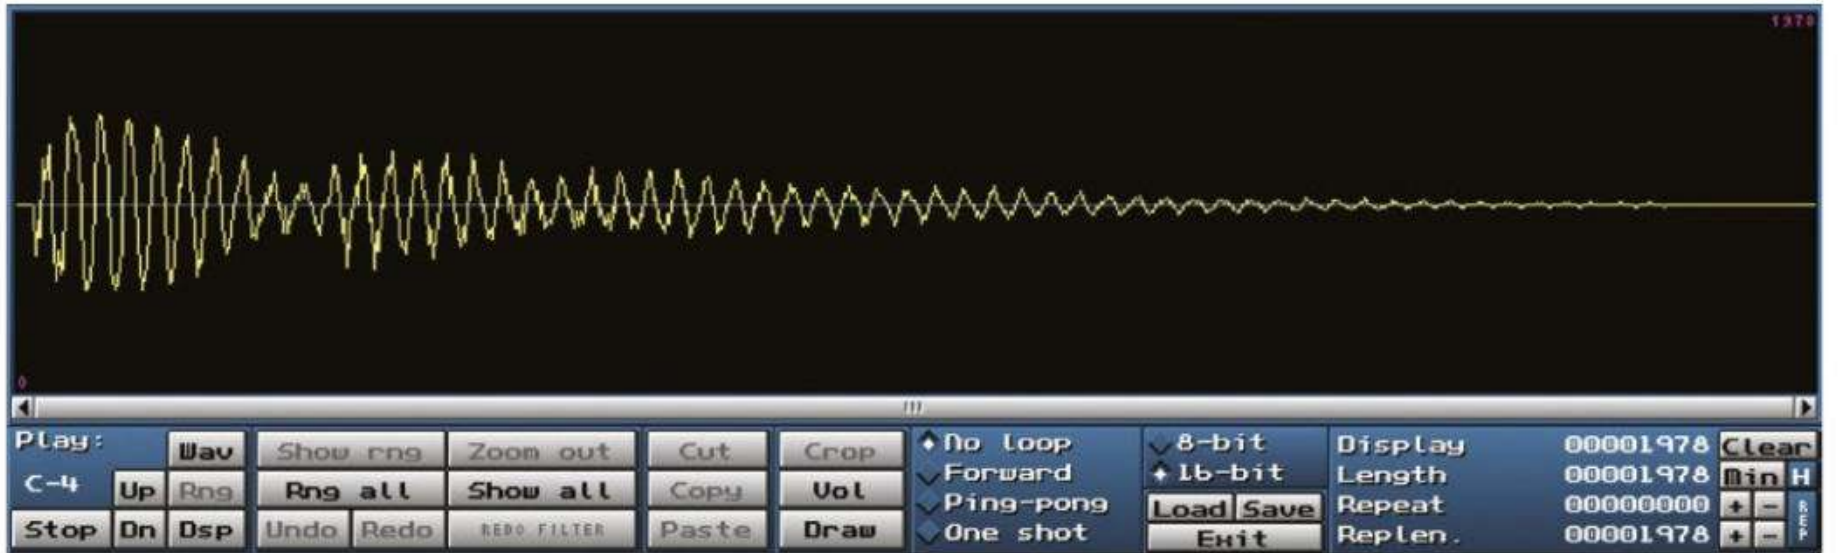 1978
0
Play: Wav Show rng Zoom out Cut Crop No loop 8-bit Display 00001978 Clear
C-4 Up Rng Rng all Show all Copy Vol Forward 16-bit Length 00001978 Min H
Ping-pong Load Save Repeat 00000000 + - REP
Stop Dn Dsp Undo Redo REDO FILTER Paste Draw One shot Exit Replen. 00001978 + -